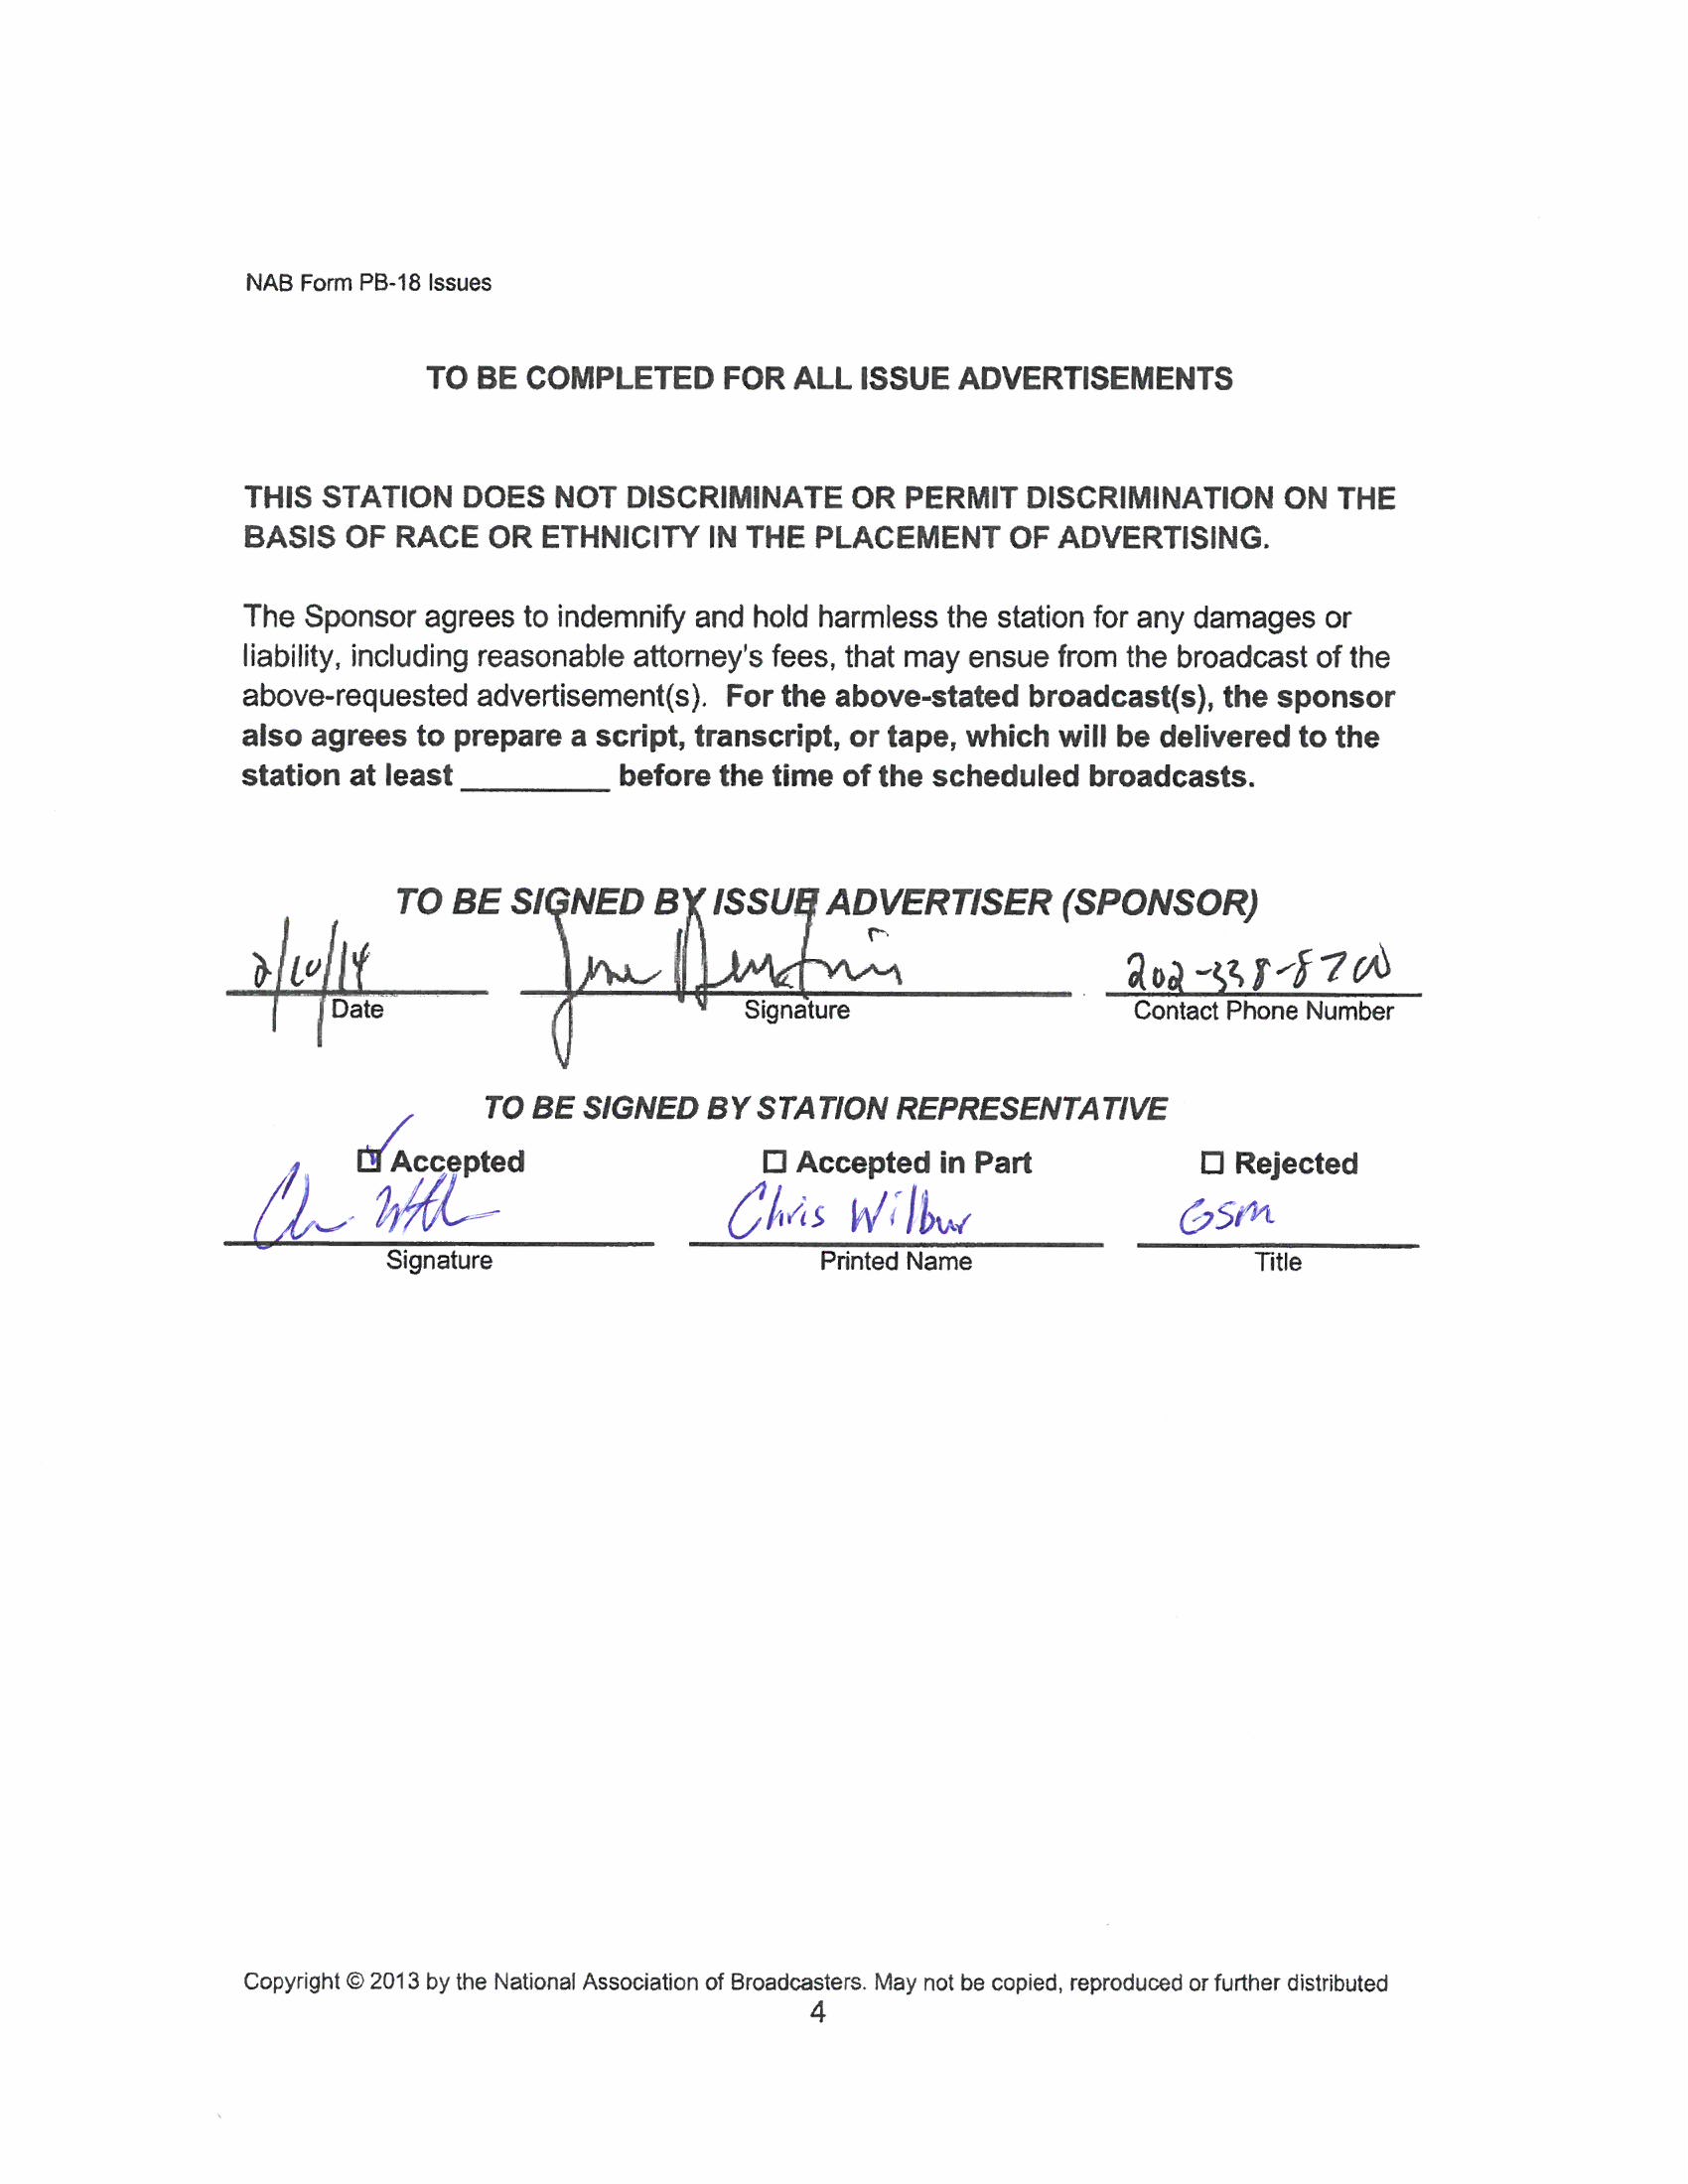 NAB Form PB-18 Issues
TO BE COMPLETED FOR ALL ISSUE ADVERTISEMENTS
THIS STATION DOES NOT DISCRIMINATE OR PERMIT DISCRIMINATION ON THE
BASIS OF RACE OR ETHNICITY IN THE PLACEMENT OF ADVERTISING.
The Sponsor agrees to indemnify and hold harmless the station for any damages or
liability, including reasonable attorney's fees, that may ensue from the broadcast of the
above-requested advertisement(s). For the above-stated broadcast(s), the sponsor
also agrees to prepare a script, transcript, or tape, which will be delivered to the
station at least _________ before the time of the scheduled broadcasts.
TO BE SIGNED BY ISSUE ADVERTISER (SPONSOR)
2/10/14 202-338-8700
Date Signature Contact Phone Number
TO BE SIGNED BY STATION REPRESENTATIVE
Accepted Accepted in Part Rejected
Chris Wilbur GSM
Signature Printed Name Title
Copyright © 2013 by the National Association of Broadcasters. May not be copied, reproduced or further distributed
4